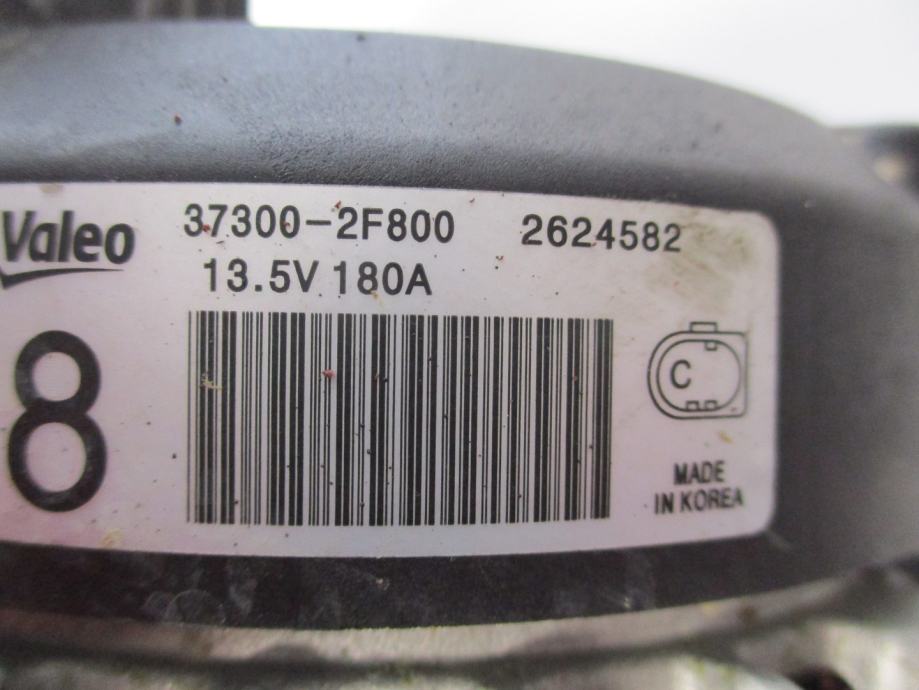 Valeo 37300-2F800 2624582
13.5V 180A
8
C
MADE
IN KOREA